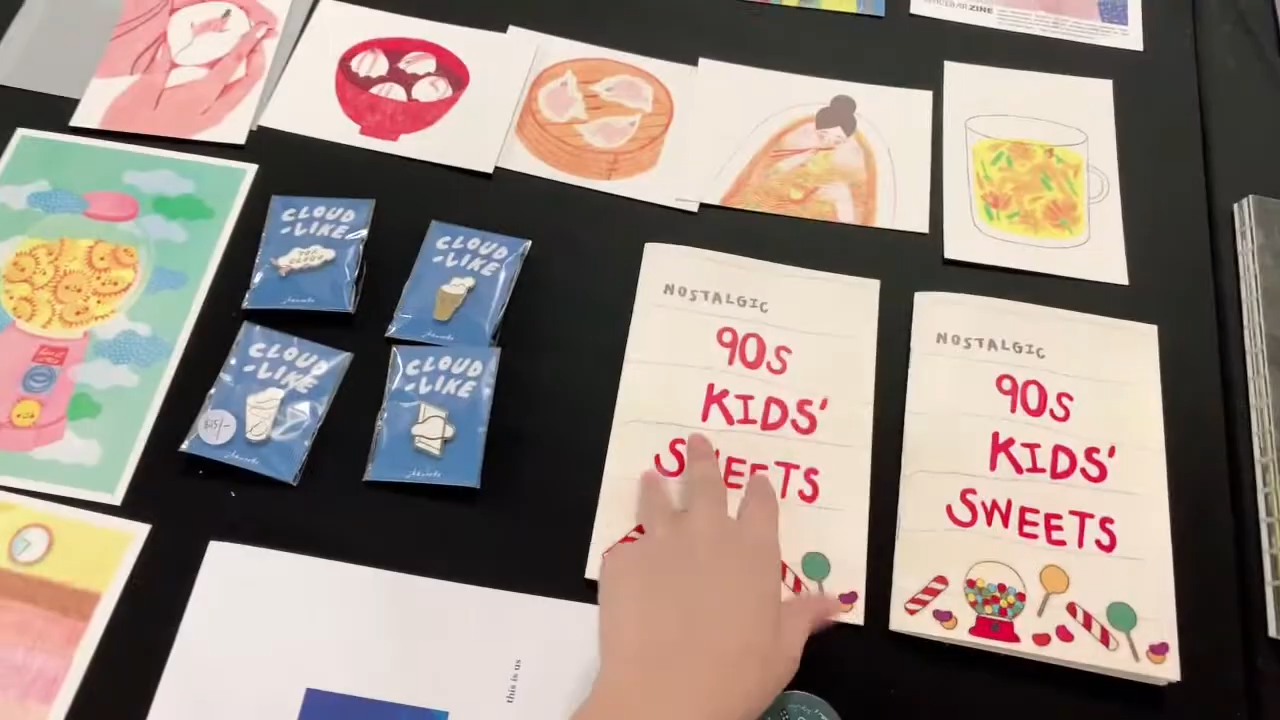 ZINE
CLOUD
-LIKE
CLOUD
-LIKE
CLOUD
-LIKE
CLOUD
-LIKE
NOSTALGIC
90s
KIDS'
SWEETS
NOSTALGIC
90s
KIDS'
SWEETS
this is us